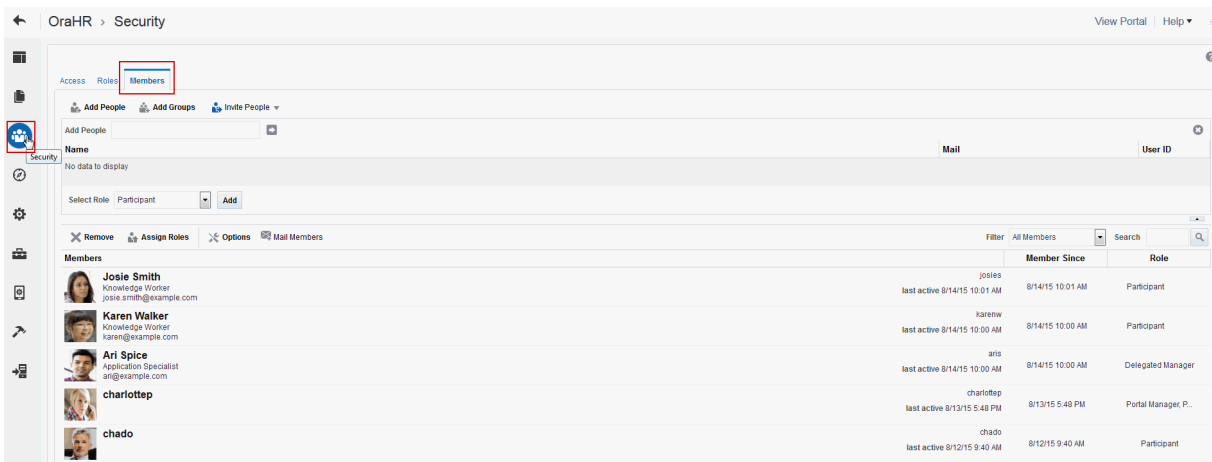 OraHR > Security
View Portal Help
Access Roles Members
Add People Add Groups Invite People
Add People
Name Mail User ID
Security
No data to display
Select Role Participant Add
Remove Assign Roles Options Mail Members Filter All Members Search
Members Member Since Role
Josie Smith
Knowledge Worker
josie.smith@example.com
josies
last active 8/14/15 10:01 AM
8/14/15 10:01 AM
Participant
Karen Walker
Knowledge Worker
karen@example.com
karenw
last active 8/14/15 10:00 AM
8/14/15 10:00 AM
Participant
Ari Spice
Application Specialist
ari@example.com
aris
last active 8/14/15 10:00 AM
8/14/15 10:00 AM
Delegated Manager
charlottep
charlottep
last active 8/13/15 5:48 PM
8/13/15 5:48 PM
Portal Manager, P...
chado
chado
last active 8/12/15 9:40 AM
8/12/15 9:40 AM
Participant